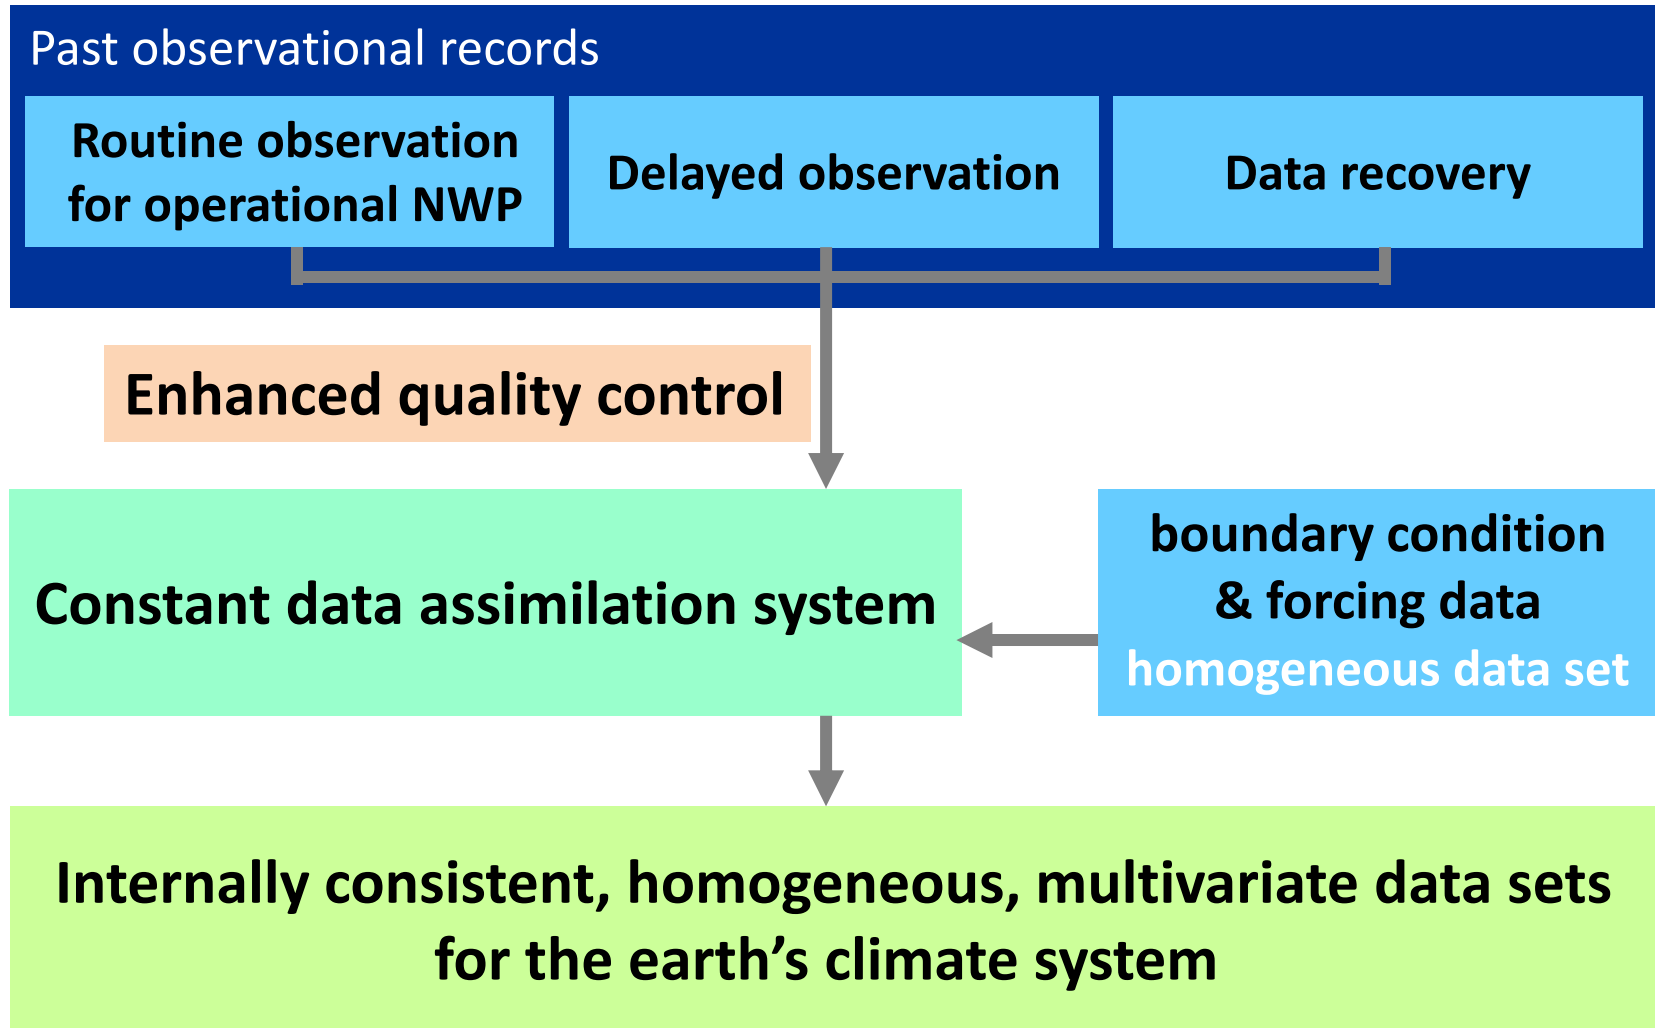 Past observational records
Routine observation
for operational NWP
Delayed observation
Data recovery
Enhanced quality control
Constant data assimilation system
boundary condition
& forcing data
homogeneous data set
Internally consistent, homogeneous, multivariate data sets
for the earth’s climate system